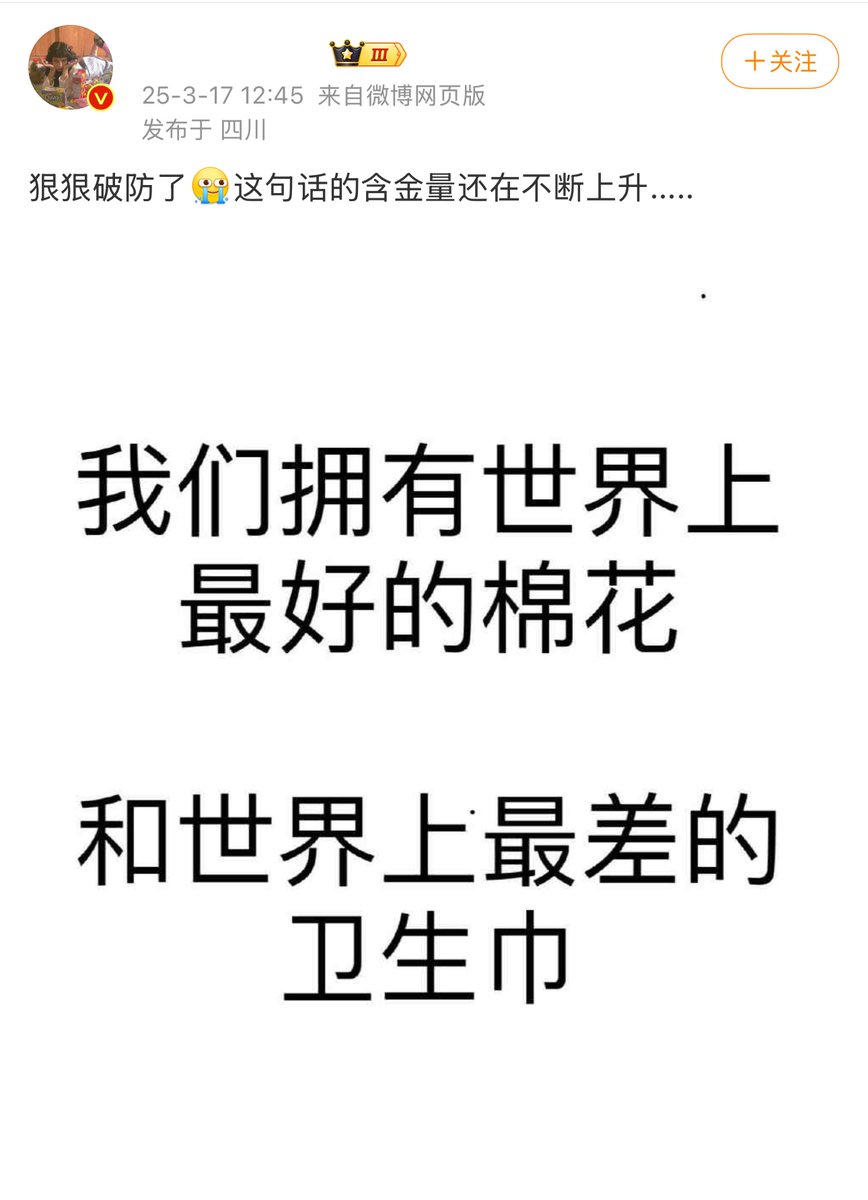 III
+关注
25-3-17 12:45 来自微博网页版
发布于 四川
狠狠破防了😭这句话的含金量还在不断上升.....
我们拥有世界上
最好的棉花
和世界上最差的
卫生巾